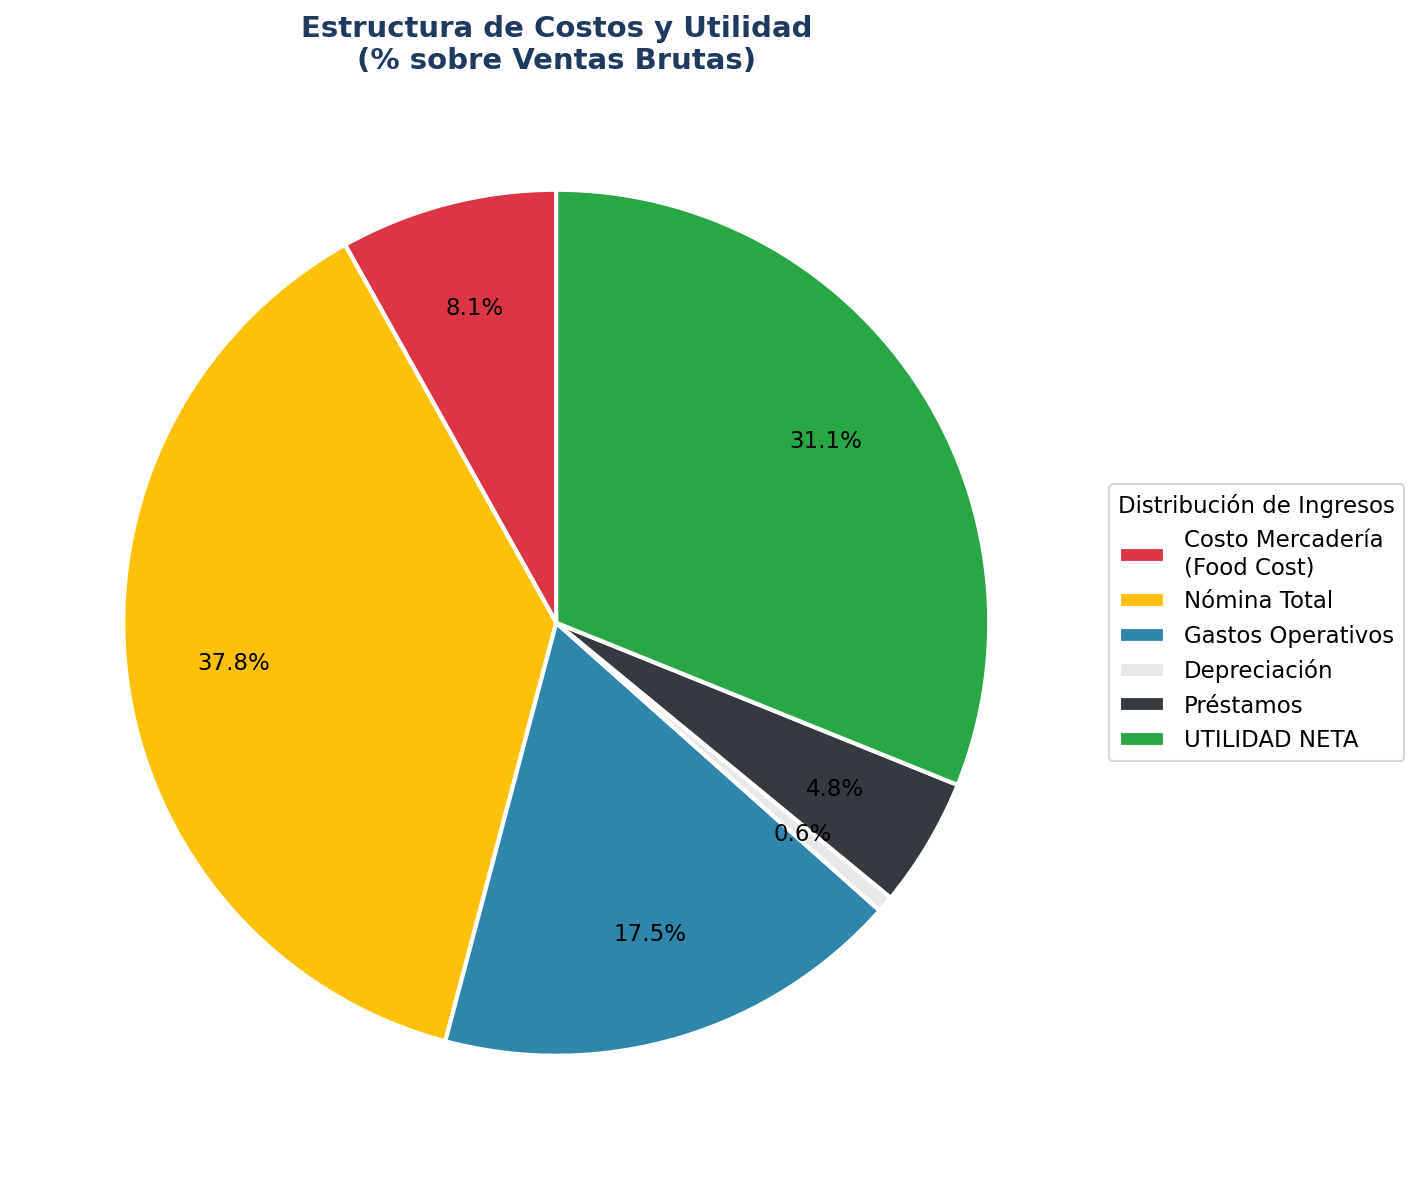 Estructura de Costos y Utilidad
(% sobre Ventas Brutas)
8.1%
31.1%
37.8%
4.8%
0.6%
17.5%
Distribución de Ingresos
Costo Mercadería
(Food Cost)
Nómina Total
Gastos Operativos
Depreciación
Préstamos
UTILIDAD NETA